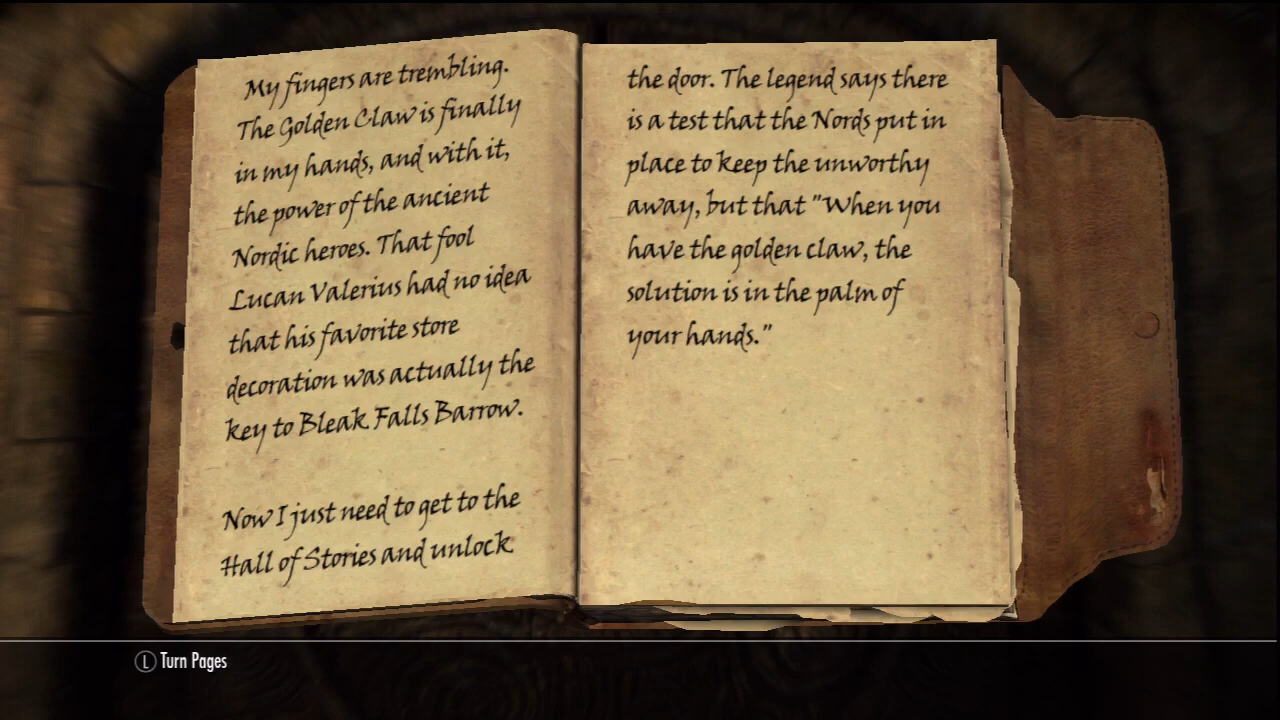 My fingers are trembling.
The Golden Claw is finally
in my hands, and with it,
the power of the ancient
Nordic heroes. That fool
Lucan Valerius had no idea
that his favorite store
decoration was actually the
key to Bleak Falls Barrow.
Now I just need to get to the
Hall of Stories and unlock
the door. The legend says there
is a test that the Nords put in
place to keep the unworthy
away, but that "When you
have the golden claw, the
solution is in the palm of
your hands."
L Turn Pages